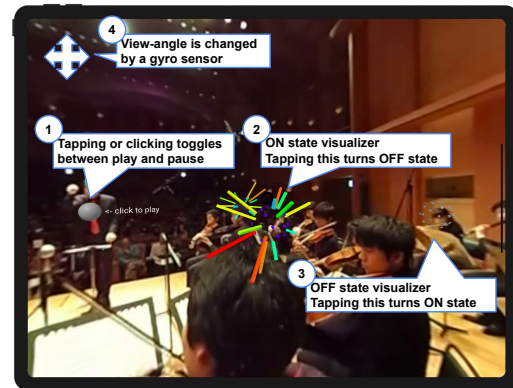 4
View-angle is changed
by a gyro sensor
1
Tapping or clicking toggles
between play and pause
2
ON state visualizer
Tapping this turns OFF state
<- click to play
3
OFF state visualizer
Tapping this turns ON state